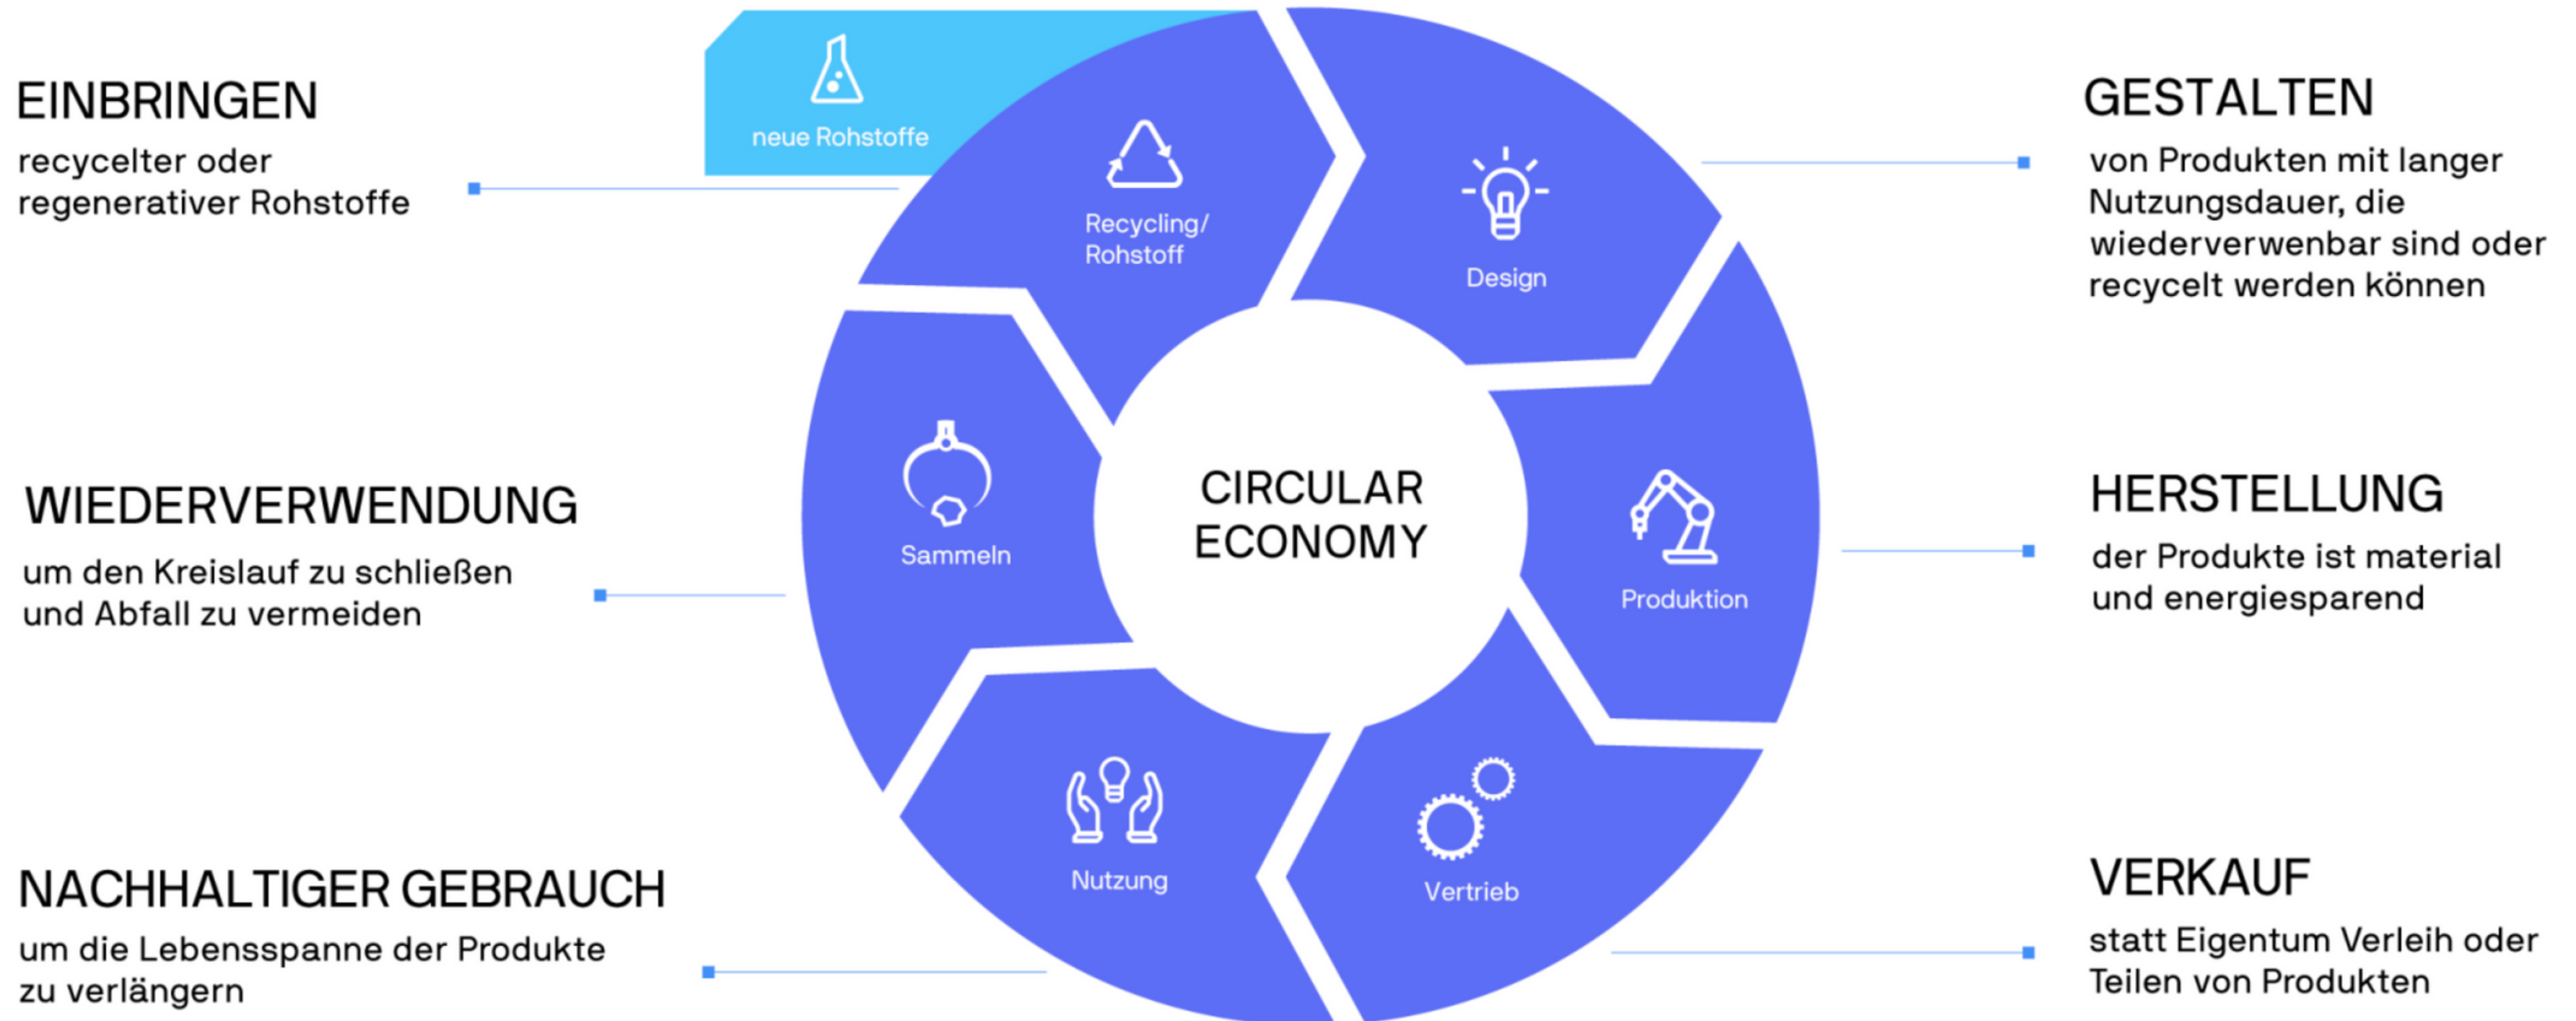 EINBRINGEN
recycelter oder
regenerativer Rohstoffe
neue Rohstoffe
Recycling/
Rohstoff
Design
GESTALTEN
von Produkten mit langer
Nutzungsdauer, die
wiederverwenbar sind oder
recycelt werden können
WIEDERVERWENDUNG
um den Kreislauf zu schließen
und Abfall zu vermeiden
Sammeln
CIRCULAR
ECONOMY
Produktion
HERSTELLUNG
der Produkte ist material
und energiesparend
NACHHALTIGER GEBRAUCH
um die Lebensspanne der Produkte
zu verlängern
Nutzung
Vertrieb
VERKAUF
statt Eigentum Verleih oder
Teilen von Produkten